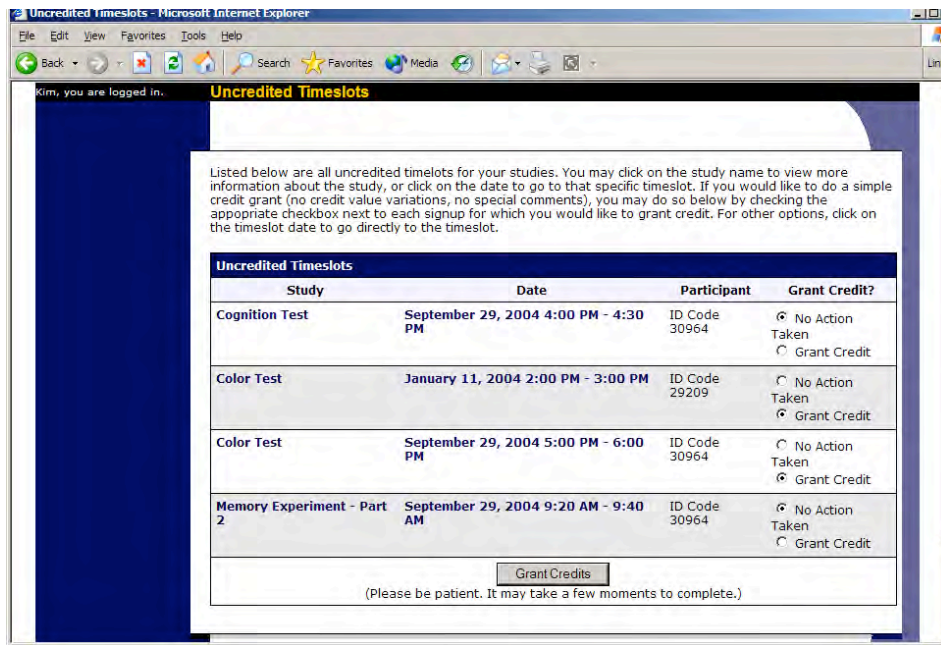 Uncredited Timeslots - Microsoft Internet Explorer
File Edit View Favorites Tools Help
Back Search Favorites Media
Lin
Kim, you are logged in. Uncredited Timeslots
Listed below are all uncredited timelots for your studies. You may click on the study name to view more
information about the study, or click on the date to go to that specific timeslot. If you would like to do a simple
credit grant (no credit value variations, no special comments), you may do so below by checking the
appopriate checkbox next to each signup for which you would like to grant credit. For other options, click on
the timeslot date to go directly to the timeslot.
Uncredited Timeslots
Study Date Participant Grant Credit?
Cognition Test September 29, 2004 4:00 PM - 4:30 ID Code No Action
PM 30964 Taken
Grant Credit
Color Test January 11, 2004 2:00 PM - 3:00 PM ID Code No Action
29209 Taken
Grant Credit
Color Test September 29, 2004 5:00 PM - 6:00 ID Code No Action
PM 30964 Taken
Grant Credit
Memory Experiment - Part September 29, 2004 9:20 AM - 9:40 ID Code No Action
2 AM 30964 Taken
Grant Credit
Grant Credits
(Please be patient. It may take a few moments to complete.)